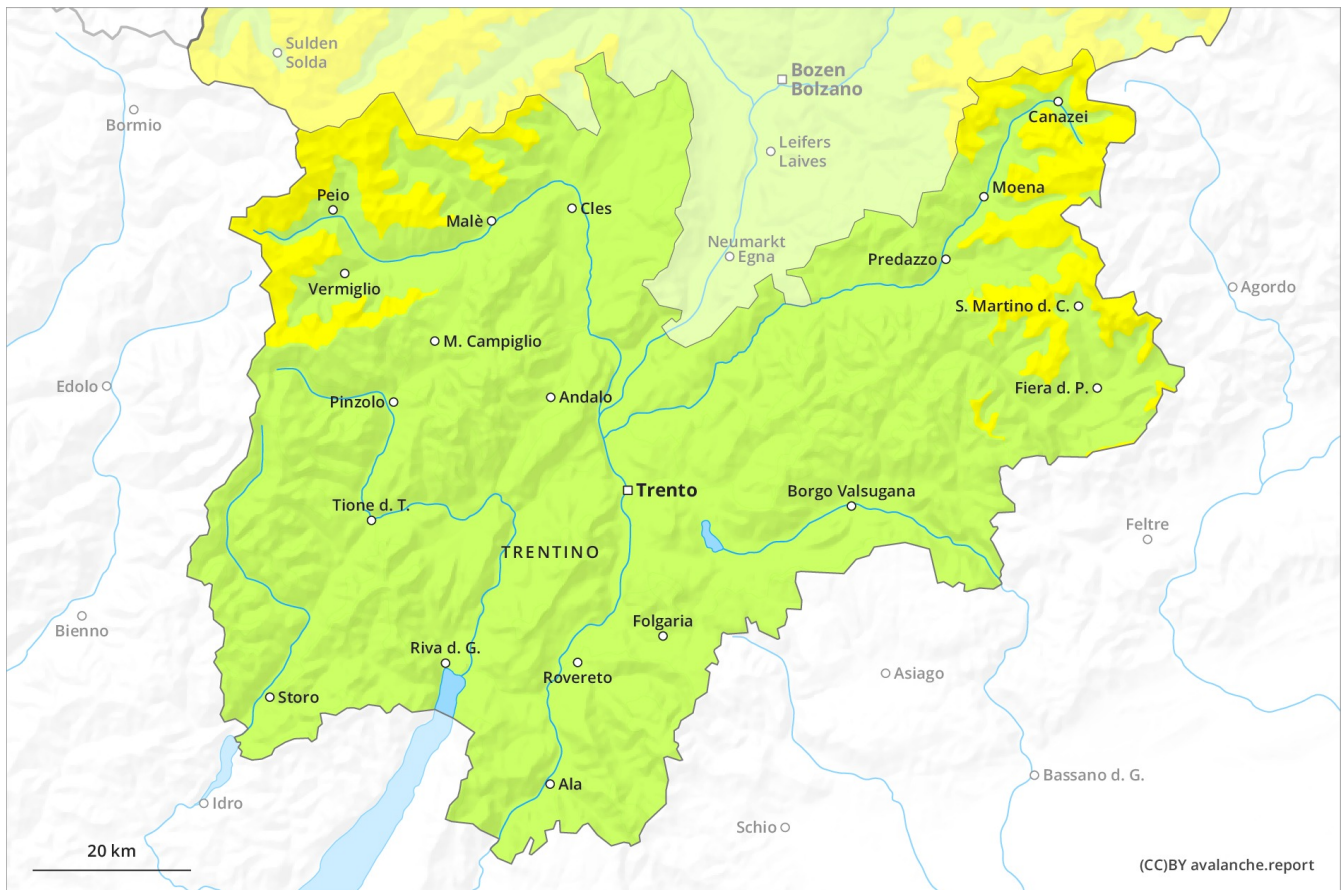 Sulden
Solda
Bozen
Bolzano
Bormio
Canazei
Leifers
Laives
Moena
Peio
Malè
Cles
Neumarkt
Egna
Predazzo
Vermiglio
Agordo
S. Martino d. C.
M. Campiglio
Edolo
Fiera d. P.
Pinzolo
Andalo
Trento
Borgo Valsugana
Tione d. T.
Feltre
TRENTINO
Bienno
Folgaria
Riva d. G.
Asiago
Rovereto
Storo
Bassano d. G.
Ala
Idro
Schio
20 km
(CC)BY avalanche.report